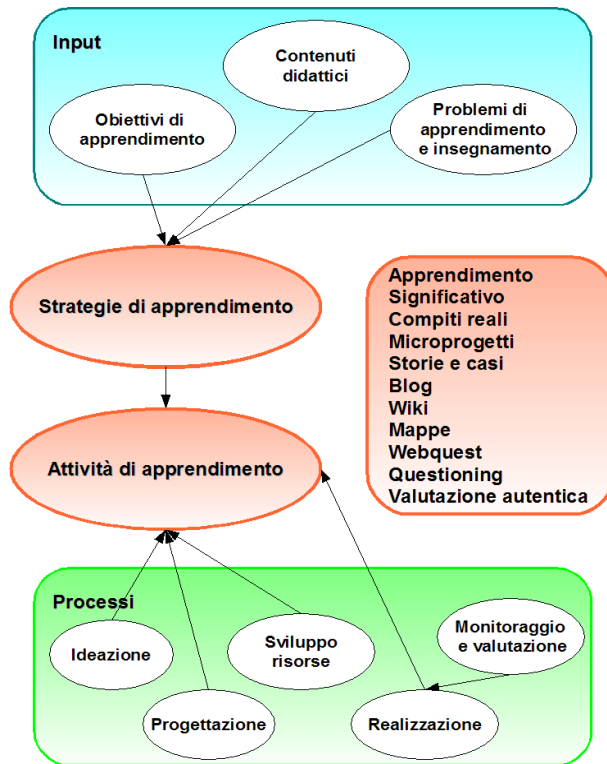 Input
Contenuti
didattici
Obiettivi di
apprendimento
Problemi di
apprendimento
e insegnamento
Strategie di apprendimento
Apprendimento
Significativo
Compiti reali
Microprogetti
Storie e casi
Blog
Wiki
Mappe
Webquest
Questioning
Valutazione autentica
Attività di apprendimento
Processi
Ideazione
Sviluppo
risorse
Monitoraggio
e valutazione
Progettazione
Realizzazione